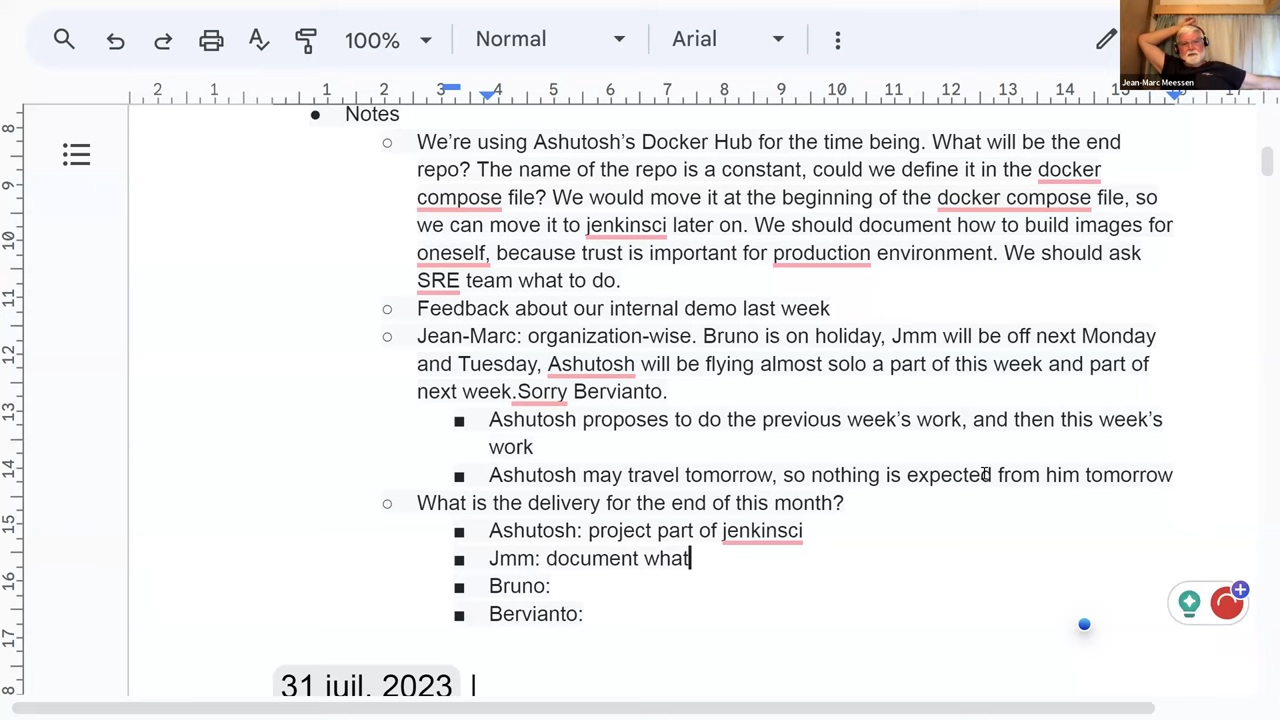 100% Normal Arial
Jean-Marc Meessen
2 1 1 2 3 4 5 6 7 8 9 10 11 12 13 14 15
8
9
10
11
12
13
14
15
16
17
8
● Notes
○ We’re using Ashutosh’s Docker Hub for the time being. What will be the end
repo? The name of the repo is a constant, could we define it in the docker
compose file? We would move it at the beginning of the docker compose file, so
we can move it to jenkinsci later on. We should document how to build images for
oneself, because trust is important for production environment. We should ask
SRE team what to do.
○ Feedback about our internal demo last week
○ Jean-Marc: organization-wise. Bruno is on holiday, Jmm will be off next Monday
and Tuesday, Ashutosh will be flying almost solo a part of this week and part of
next week.Sorry Bervianto.
■ Ashutosh proposes to do the previous week’s work, and then this week’s
work
■ Ashutosh may travel tomorrow, so nothing is expected from him tomorrow
○ What is the delivery for the end of this month?
■ Ashutosh: project part of jenkinsci
■ Jmm: document what
■ Bruno:
■ Bervianto:
31 juil. 2023 |